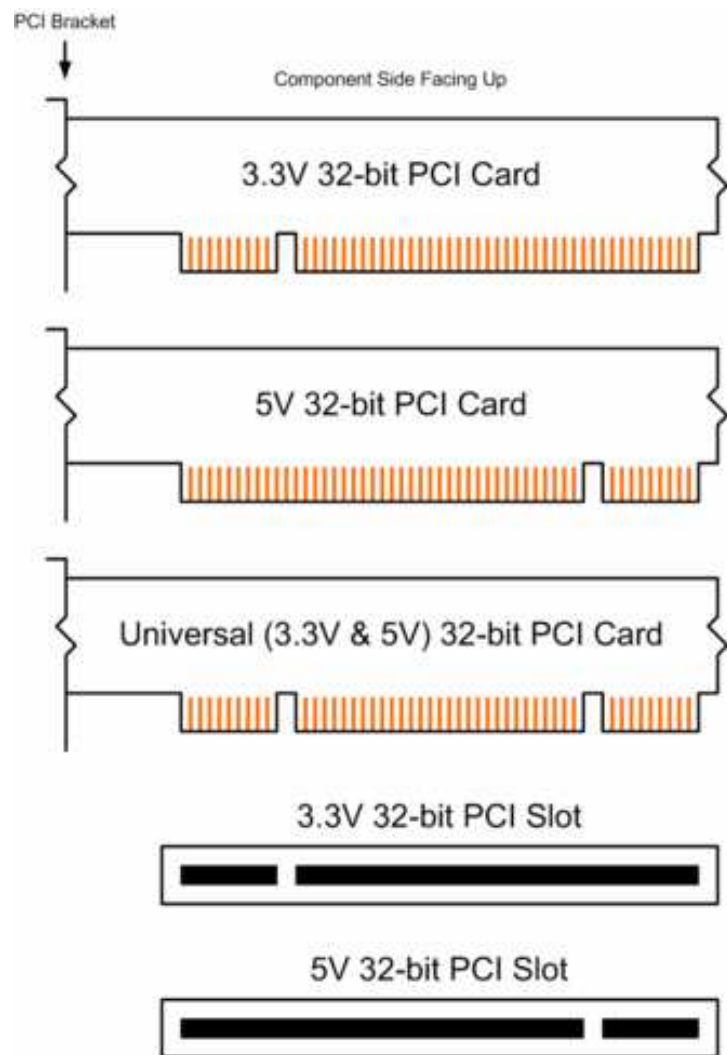 PCI Bracket
Component Side Facing Up
3.3V 32-bit PCI Card
5V 32-bit PCI Card
Universal (3.3V & 5V) 32-bit PCI Card
3.3V 32-bit PCI Slot
5V 32-bit PCI Slot